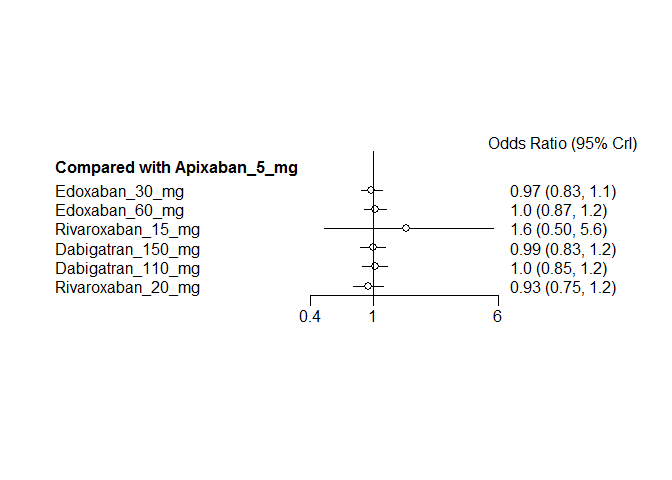 Odds Ratio (95% CrI)
Compared with Apixaban_5_mg
Edoxaban_30_mg 0.97 (0.83, 1.1)
Edoxaban_60_mg 1.0 (0.87, 1.2)
Rivaroxaban_15_mg 1.6 (0.50, 5.6)
Dabigatran_150_mg 0.99 (0.83, 1.2)
Dabigatran_110_mg 1.0 (0.85, 1.2)
Rivaroxaban_20_mg 0.93 (0.75, 1.2)
0.4 1 6